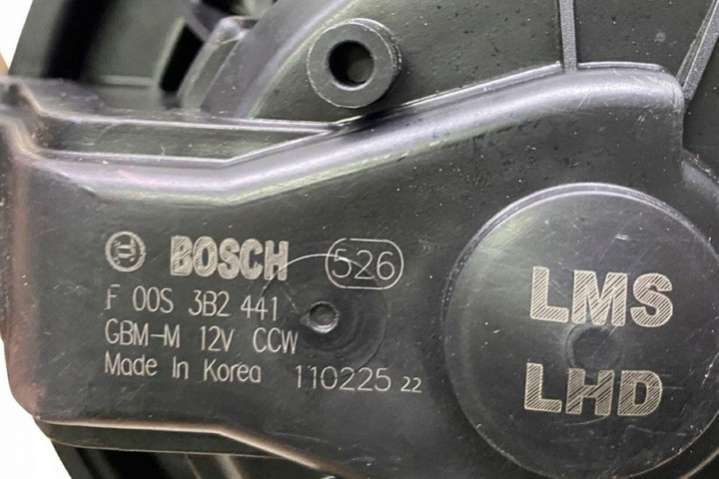 BOSCH 526
F 00S 3B2 441
GBM-M 12V CCW
Made In Korea 110225 22
LMS
LHD